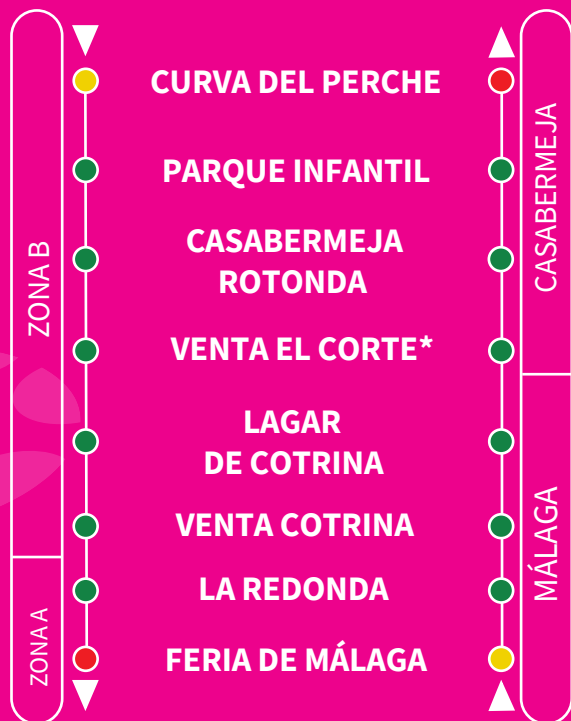 ZONA B
ZONA A
CURVA DEL PERCHE
PARQUE INFANTIL
CASABERMEJA
ROTONDA
VENTA EL CORTE*
LAGAR
DE COTRINA
VENTA COTRINA
LA REDONDA
FERIA DE MÁLAGA
CASABERMEJA
MÁLAGA